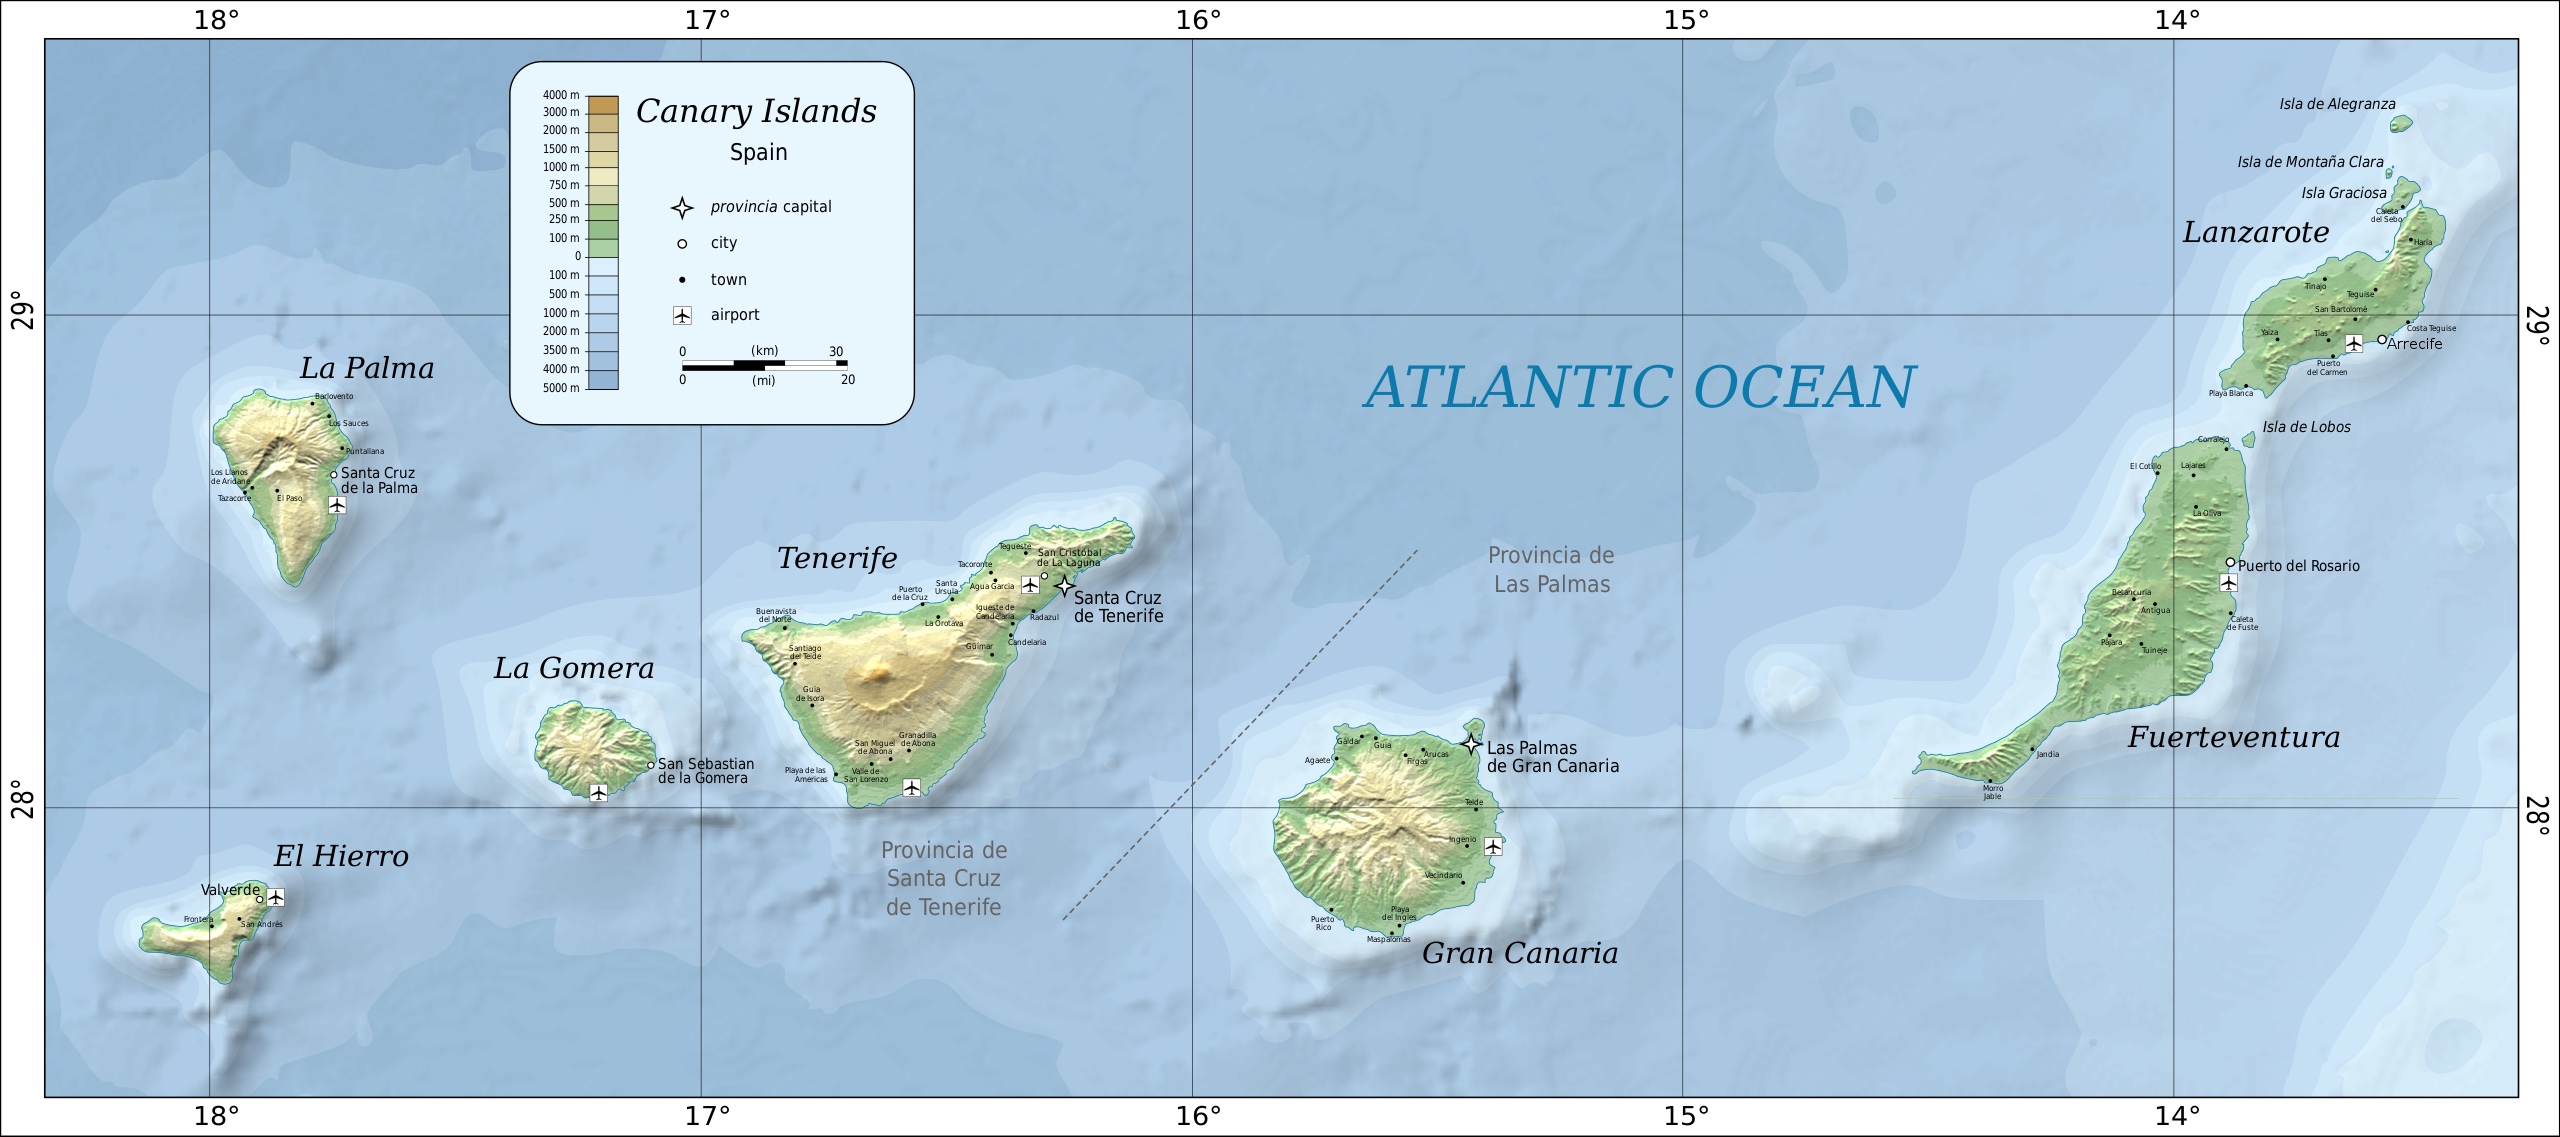 18° 17° 16° 15° 14°
4000 m
3000 m
2000 m
1500 m
1000 m
750 m
500 m
250 m
100 m
0
100 m
500 m
1000 m
2000 m
3500 m
4000 m
5000 m
Canary Islands
Spain
provincia capital
city
town
airport
0 (km) 30
0 (mi) 20
29°
29°
28°
28°
ATLANTIC OCEAN
Isla de Alegranza
Isla de Montaña Clara
Isla Graciosa
Caleta
del Sebo
Lanzarote
Haría
Tinajo
Teguise
San Bartolomé
Costa Teguise
Yaiza
Tías
Arrecife
Puerto
del Carmen
Playa Blanca
Isla de Lobos
Corralejo
El Cotillo
Lajares
La Oliva
Puerto del Rosario
Betancuria
Antigua
Caleta
de Fuste
Pájara
Tuineje
Fuerteventura
Jandia
Morro
Jable
La Palma
Barlovento
Los Sauces
Puntallana
Los Llanos
de Aridane
Tazacorte
El Paso
Santa Cruz
de la Palma
Tenerife
Tegueste
San Cristóbal
de La Laguna
Tacoronte
Agua Garcia
Santa
Ursula
Puerto
de la Cruz
Santa Cruz
de Tenerife
Igueste de
Candelaria
Radazul
La Orotava
Buenavista
del Norte
Candelaria
Güimar
Santiago
del Teide
Guia
de Isora
Granadilla
de Abona
San Miguel
de Abona
Playa de las
Americas
Valle de
San Lorenzo
La Gomera
San Sebastian
de la Gomera
El Hierro
Valverde
Frontera
San Andrés
Provincia de
Las Palmas
Provincia de
Santa Cruz
de Tenerife
Gáldar
Guia
Arucas
Firgas
Agaete
Las Palmas
de Gran Canaria
Telde
Ingenio
Vecindario
Playa
del Ingles
Puerto
Rico
Maspalomas
Gran Canaria
18° 17° 16° 15° 14°